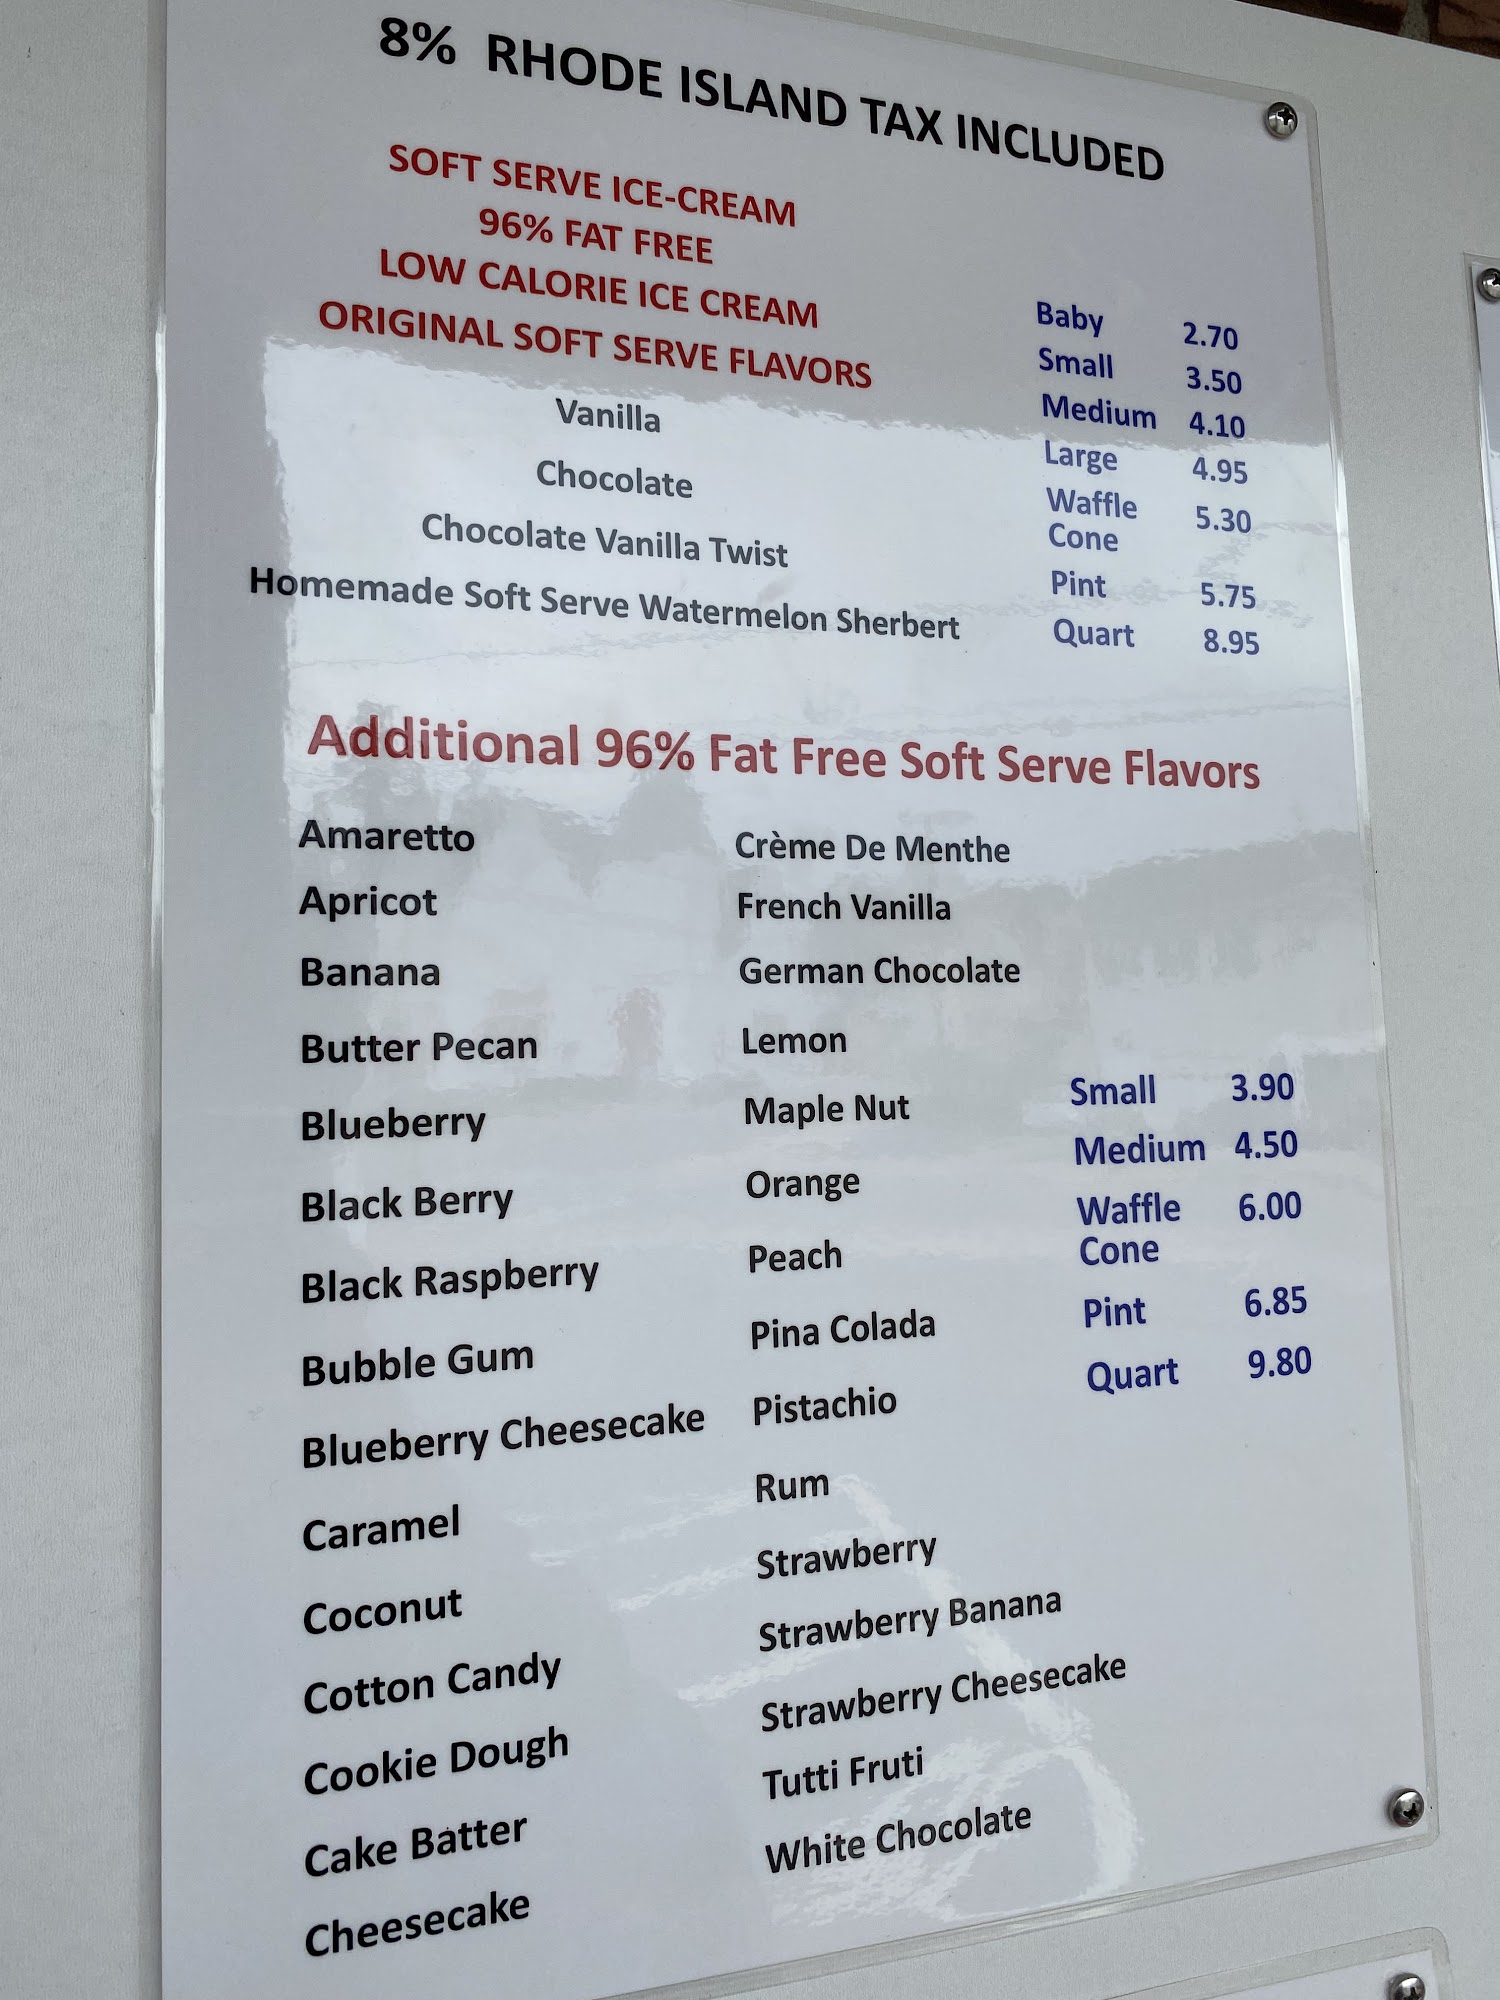 8% RHODE ISLAND TAX INCLUDED
SOFT SERVE ICE-CREAM
96% FAT FREE
LOW CALORIE ICE CREAM
ORIGINAL SOFT SERVE FLAVORS
Vanilla
Chocolate
Chocolate Vanilla Twist
Homemade Soft Serve Watermelon Sherbert
Baby 2.70
Small 3.50
Medium 4.10
Large 4.95
Waffle 5.30
Cone
Pint 5.75
Quart 8.95
Additional 96% Fat Free Soft Serve Flavors
Amaretto
Apricot
Banana
Butter Pecan
Blueberry
Black Berry
Black Raspberry
Bubble Gum
Blueberry Cheesecake
Caramel
Coconut
Cotton Candy
Cookie Dough
Cake Batter
Cheesecake
Crème De Menthe
French Vanilla
German Chocolate
Lemon
Maple Nut
Orange
Peach
Pina Colada
Pistachio
Rum
Strawberry
Strawberry Banana
Strawberry Cheesecake
Tutti Fruti
White Chocolate
Small 3.90
Medium 4.50
Waffle 6.00
Cone
Pint 6.85
Quart 9.80